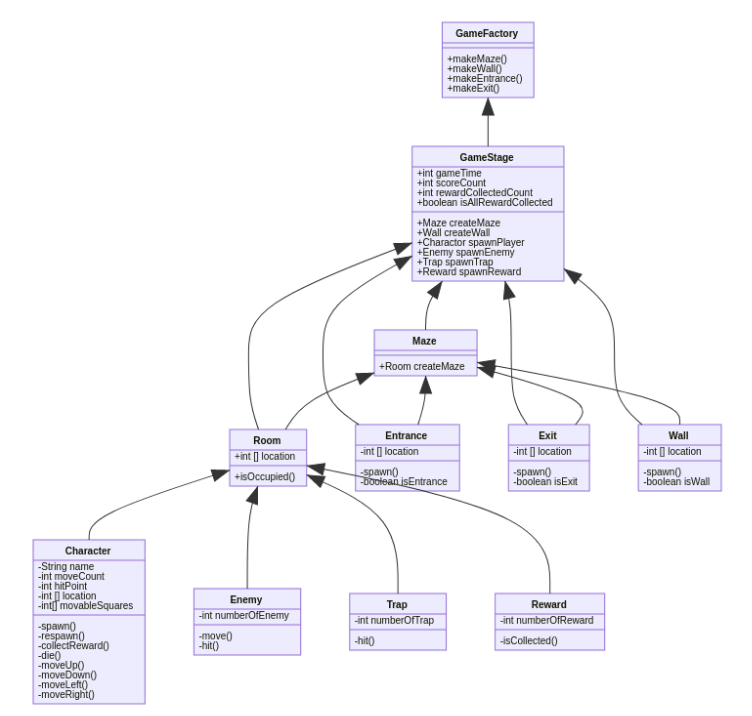 GameFactory
+makeMaze()
+makeWall()
+makeEntrance()
+makeExit()
GameStage
+int gameTime
+int scoreCount
+int rewardCollectedCount
+boolean isAllRewardCollected
+Maze createMaze
+Wall createWall
+Charactor spawnPlayer
+Enemy spawnEnemy
+Trap spawnTrap
+Reward spawnReward
Maze
+Room createMaze
Room
+int [] location
+isOccupied()
Entrance
-int [] location
-spawn()
-boolean isEntrance
Exit
-int [] location
-spawn()
-boolean isExit
Wall
-int [] location
-spawn()
-boolean isWall
Character
-String name
-int moveCount
-int hitPoint
-int [] location
-int[] movableSquares
-spawn()
-respawn()
-collectReward()
-die()
-moveUp()
-moveDown()
-moveLeft()
-moveRight()
Enemy
-int numberOfEnemy
-move()
-hit()
Trap
-int numberOfTrap
-hit()
Reward
-int numberOfReward
-isCollected()